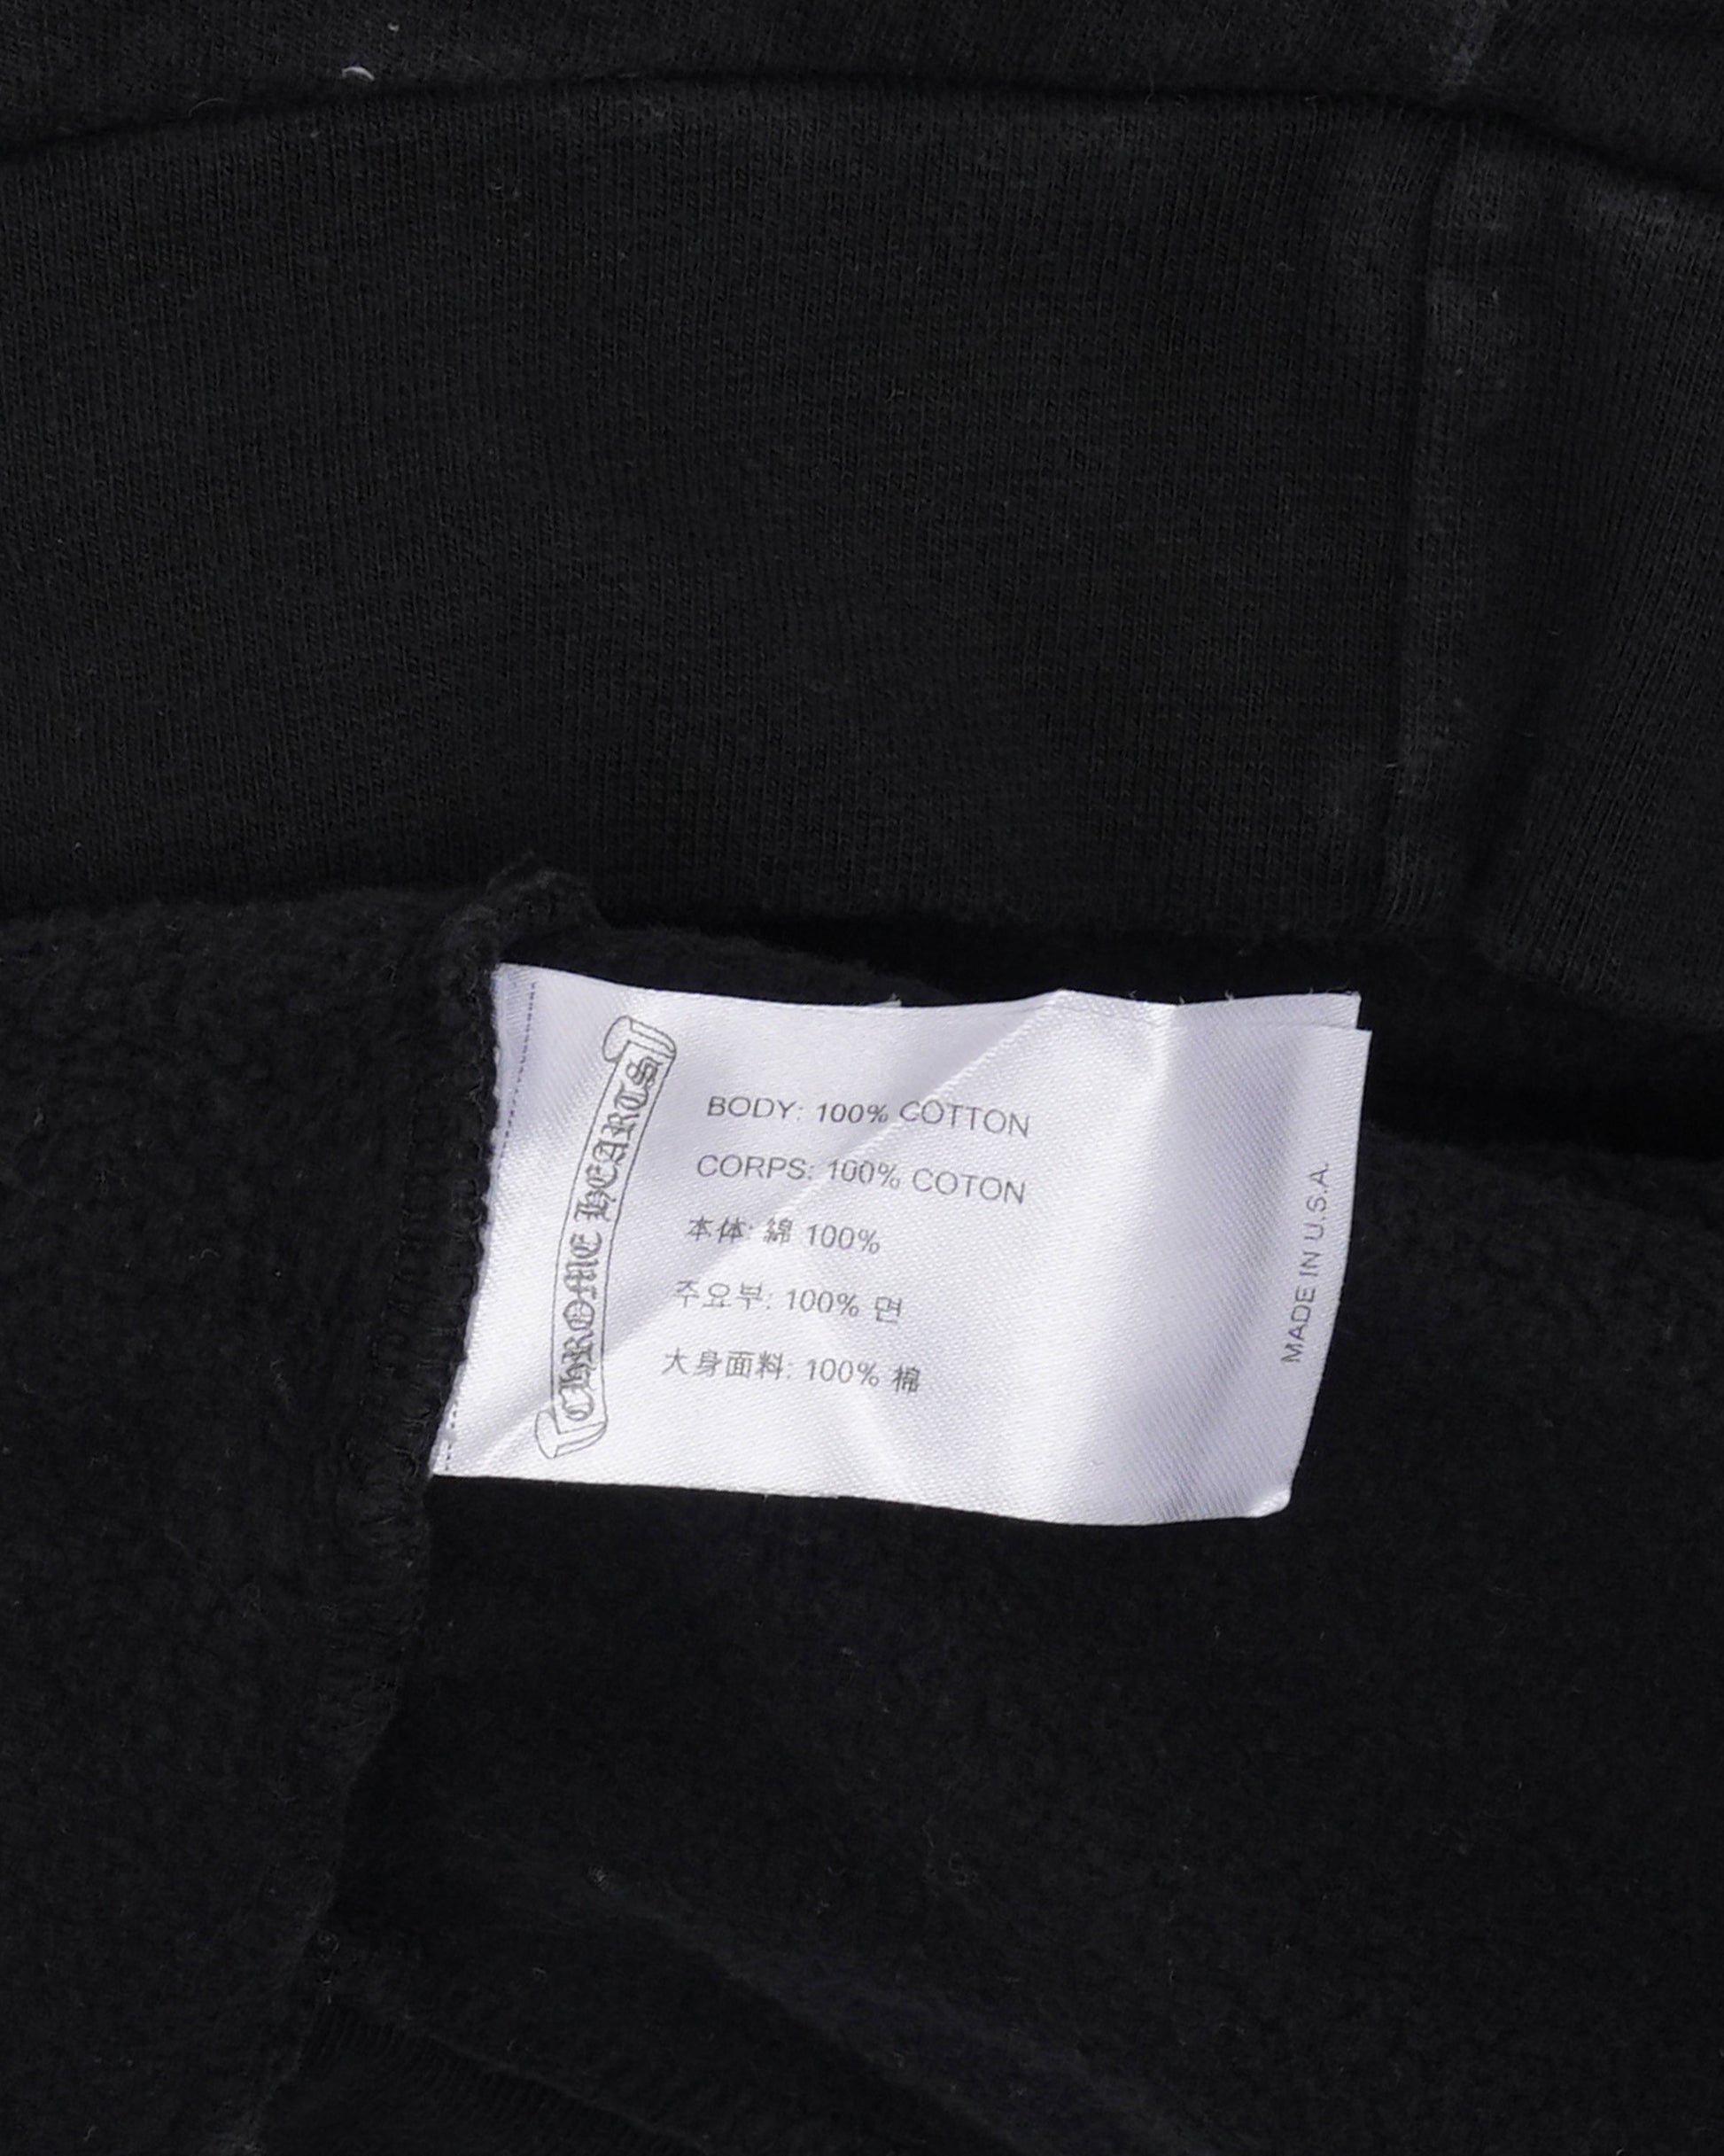 CHROME HEARTS
BODY: 100% COTTON
CORPS: 100% COTON
本体: 綿 100%
주요부: 100% 면
大身面料: 100% 棉
MADE IN U.S.A.